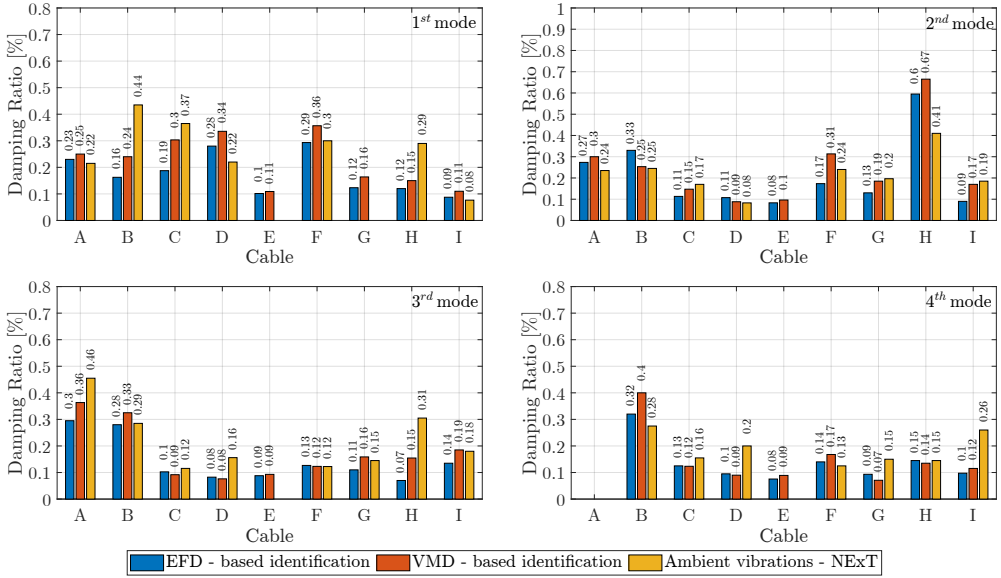 1st mode
Damping Ratio [%]
0.8
0.7
0.6
0.5
0.4
0.3
0.2
0.1
0
0.23 0.25 0.22 0.16 0.24 0.44 0.19 0.3 0.37 0.28 0.34 0.22 0.1 0.11 0.29 0.36 0.3 0.12 0.16 0.12 0.15 0.29 0.09 0.11 0.08
A B C D E F G H I
Cable
2nd mode
Damping Ratio [%]
1
0.9
0.8
0.7
0.6
0.5
0.4
0.3
0.2
0.1
0
0.27 0.3 0.24 0.33 0.25 0.25 0.11 0.15 0.17 0.11 0.09 0.08 0.08 0.1 0.17 0.31 0.24 0.13 0.19 0.2 0.6 0.67 0.41 0.09 0.17 0.19
A B C D E F G H I
Cable
3rd mode
Damping Ratio [%]
0.8
0.7
0.6
0.5
0.4
0.3
0.2
0.1
0
0.3 0.36 0.46 0.28 0.33 0.29 0.1 0.09 0.12 0.08 0.08 0.16 0.09 0.09 0.13 0.12 0.12 0.11 0.16 0.15 0.07 0.15 0.31 0.14 0.19 0.18
A B C D E F G H I
Cable
4th mode
Damping Ratio [%]
0.8
0.7
0.6
0.5
0.4
0.3
0.2
0.1
0
0.32 0.4 0.28 0.13 0.12 0.16 0.1 0.09 0.2 0.08 0.09 0.14 0.17 0.13 0.09 0.07 0.15 0.15 0.14 0.15 0.1 0.12 0.26
A B C D E F G H I
Cable
EFD - based identification VMD - based identification Ambient vibrations - NExT